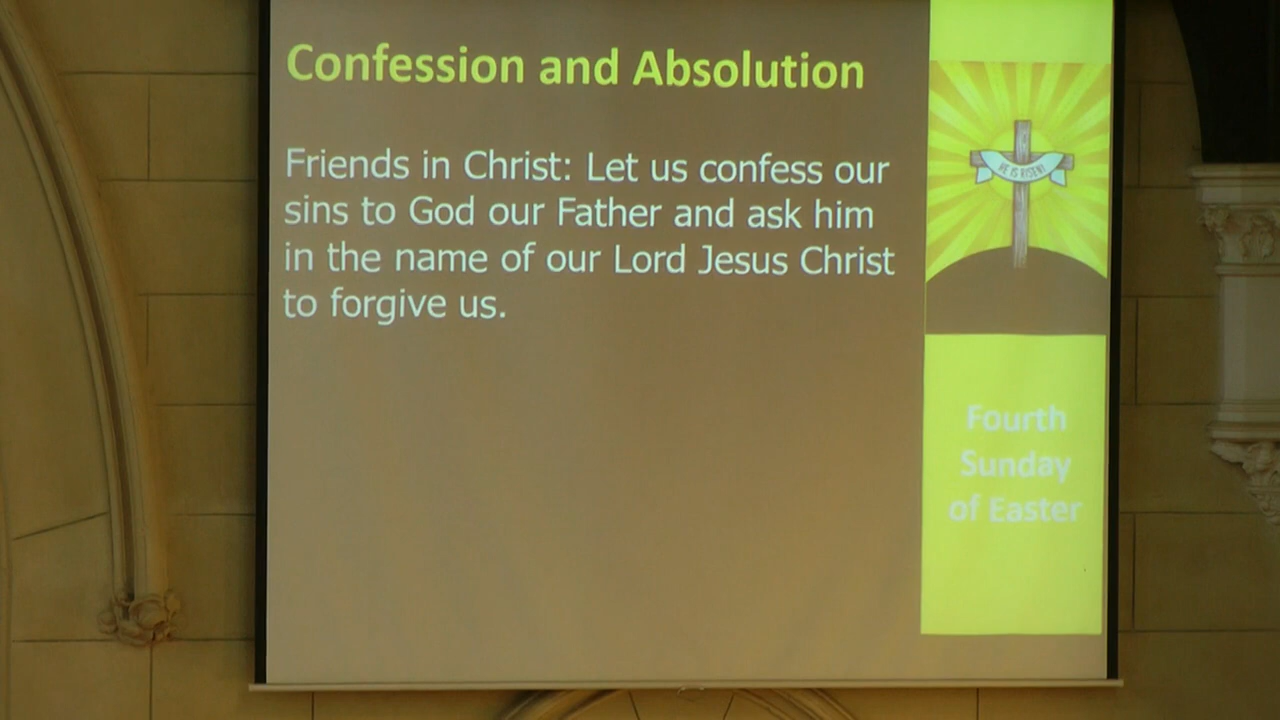 Confession and Absolution
Friends in Christ: Let us confess our
sins to God our Father and ask him
in the name of our Lord Jesus Christ
to forgive us.
HE IS RISEN!
Fourth
Sunday
of Easter